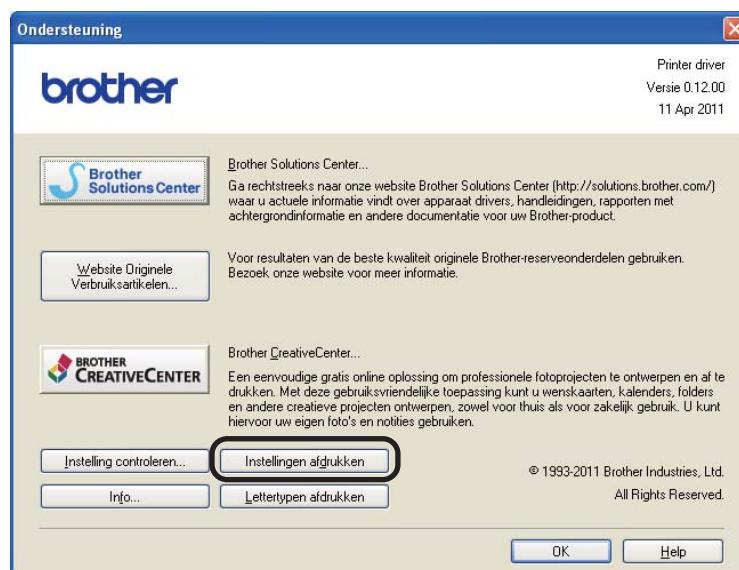 Ondersteuning
brother
Printer driver
Versie 0.12.00
11 Apr 2011
Brother
Solutions Center
Brother Solutions Center...
Ga rechtstreeks naar onze website Brother Solutions Center (http://solutions.brother.com/)
waar u actuele informatie vindt over apparaat drivers, handleidingen, rapporten met
achtergrondinformatie en andere documentatie voor uw Brother-product.
Website Originele
Verbruiksartikelen...
Voor resultaten van de beste kwaliteit originele Brother-reserveonderdelen gebruiken.
Bezoek onze website voor meer informatie.
BROTHER
CREATIVECENTER
Brother CreativeCenter...
Een eenvoudige gratis online oplossing om professionele fotoprojecten te ontwerpen en af te
drukken. Met deze gebruiksvriendelijke toepassing kunt u wenskaarten, kalenders, folders
en andere creatieve projecten ontwerpen, zowel voor thuis als voor zakelijk gebruik. U kunt
hiervoor uw eigen foto's en notities gebruiken.
Instelling controleren...
Instellingen afdrukken
Info...
Lettertypen afdrukken
© 1993-2011 Brother Industries, Ltd.
All Rights Reserved.
OK
Help